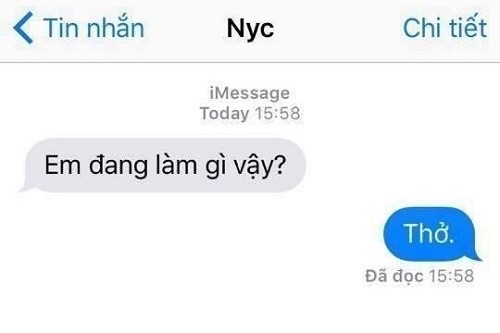 Tin nhắn Nyc Chi tiết
iMessage
Today 15:58
Em đang làm gì vậy?
Thở.
Đã đọc 15:58